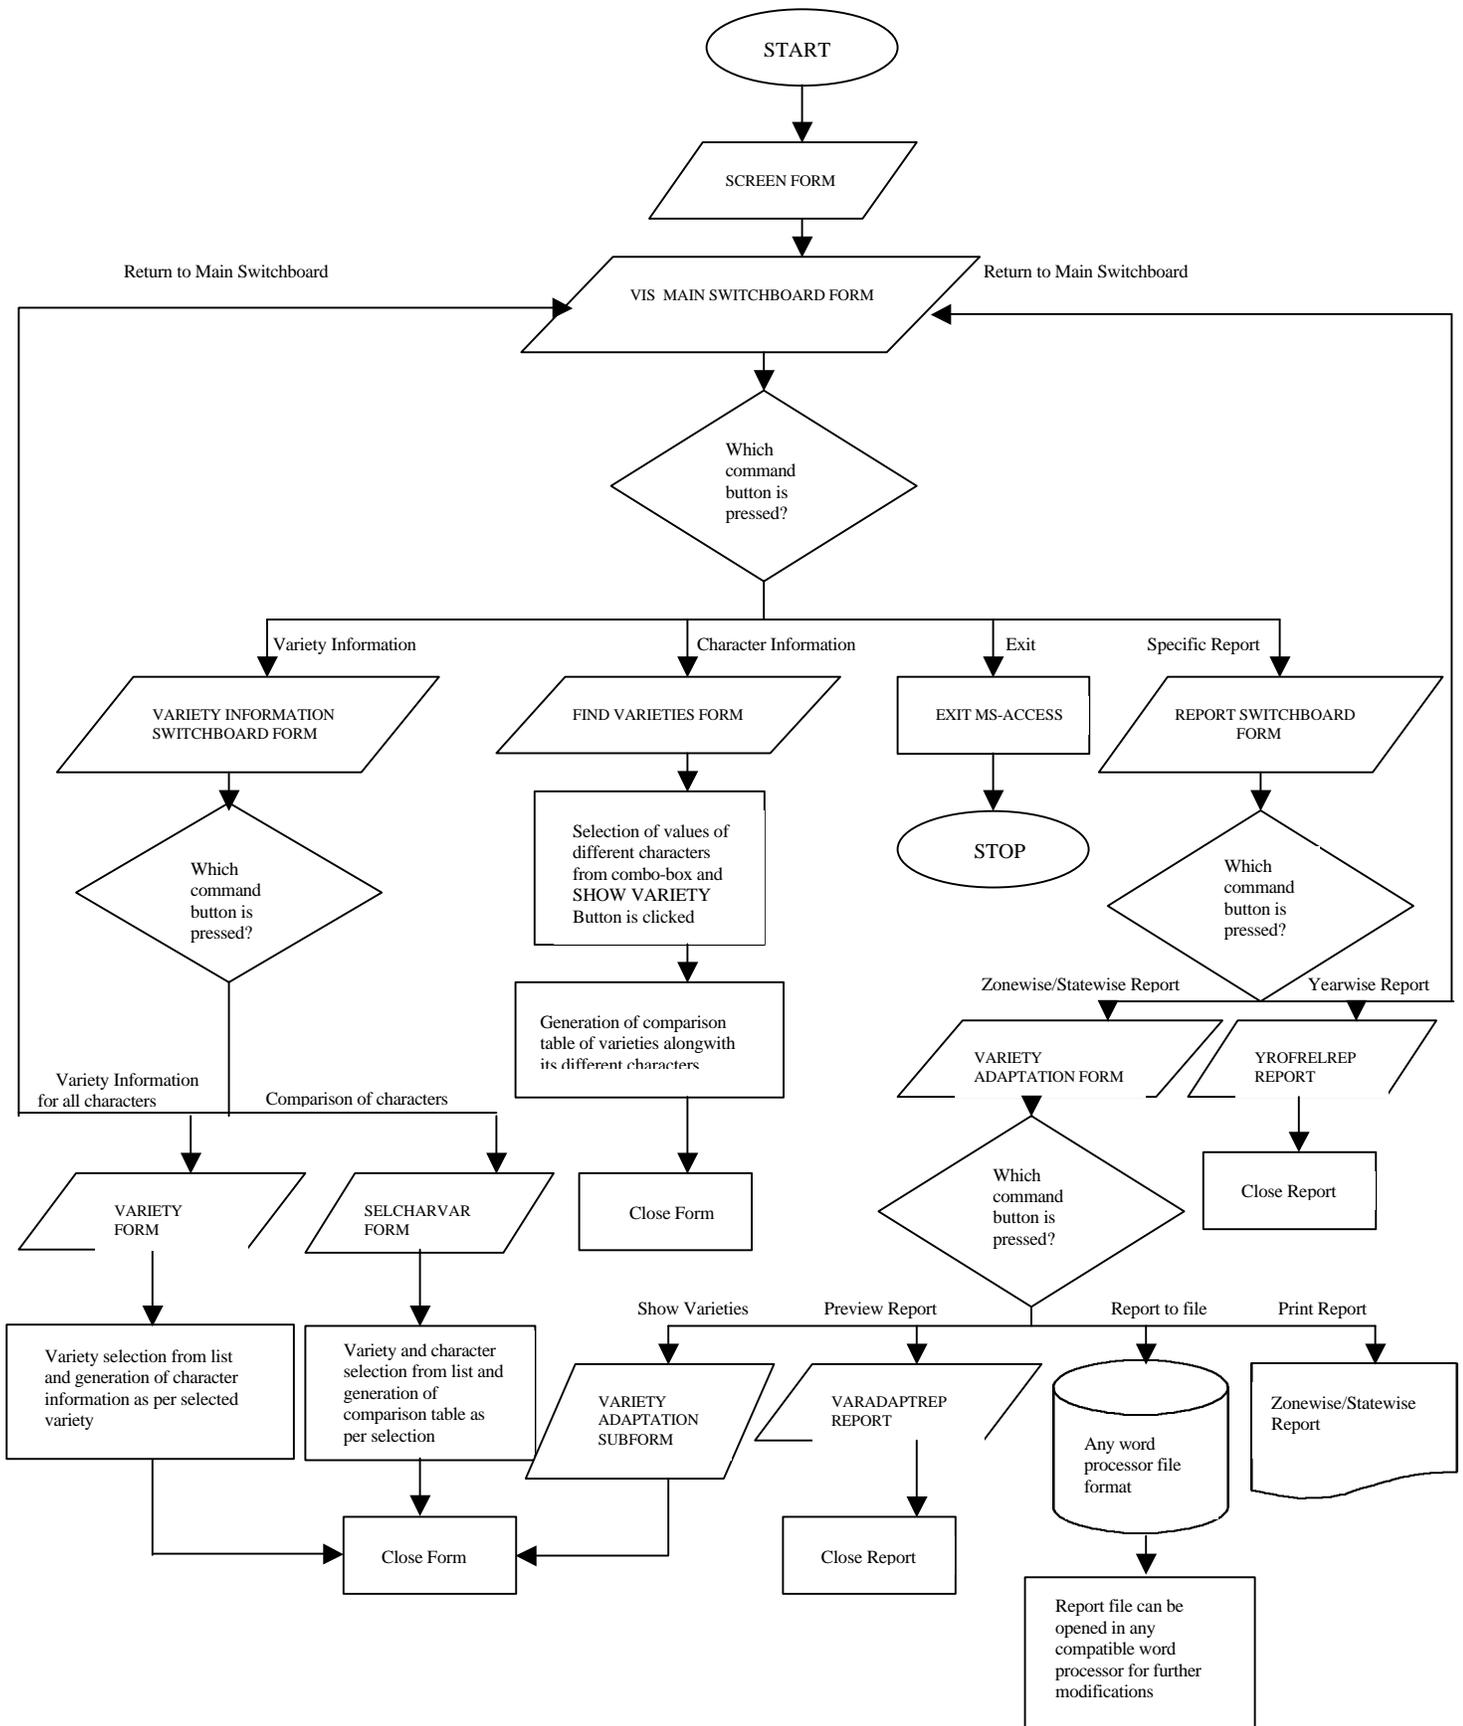 START
SCREEN FORM
Return to Main Switchboard
Return to Main Switchboard
VIS MAIN SWITCHBOARD FORM
Which
command
button is
pressed?
Variety Information
Character Information
Exit
Specific Report
VARIETY INFORMATION
SWITCHBOARD FORM
FIND VARIETIES FORM
EXIT MS-ACCESS
REPORT SWITCHBOARD
FORM
Which
command
button is
pressed?
Selection of values of
different characters
from combo-box and
SHOW VARIETY
Button is clicked
STOP
Which
command
button is
pressed?
Zonewise/Statewise Report
Yearwise Report
Generation of comparison
table of varieties alongwith
its different characters
VARIETY
ADAPTATION FORM
YROFRELREP
REPORT
Variety Information
for all characters
Comparison of characters
VARIETY
FORM
SELCHARVAR
FORM
Close Form
Which
command
button is
pressed?
Close Report
Show Varieties
Preview Report
Report to file
Print Report
Variety selection from list
and generation of character
information as per selected
variety
Variety and character
selection from list and
generation of
comparison table as
per selection
VARIETY
ADAPTATION
SUBFORM
VARADAPTREP
REPORT
Any word
processor file
format
Zonewise/Statewise
Report
Close Form
Close Report
Report file can be
opened in any
compatible word
processor for further
modifications